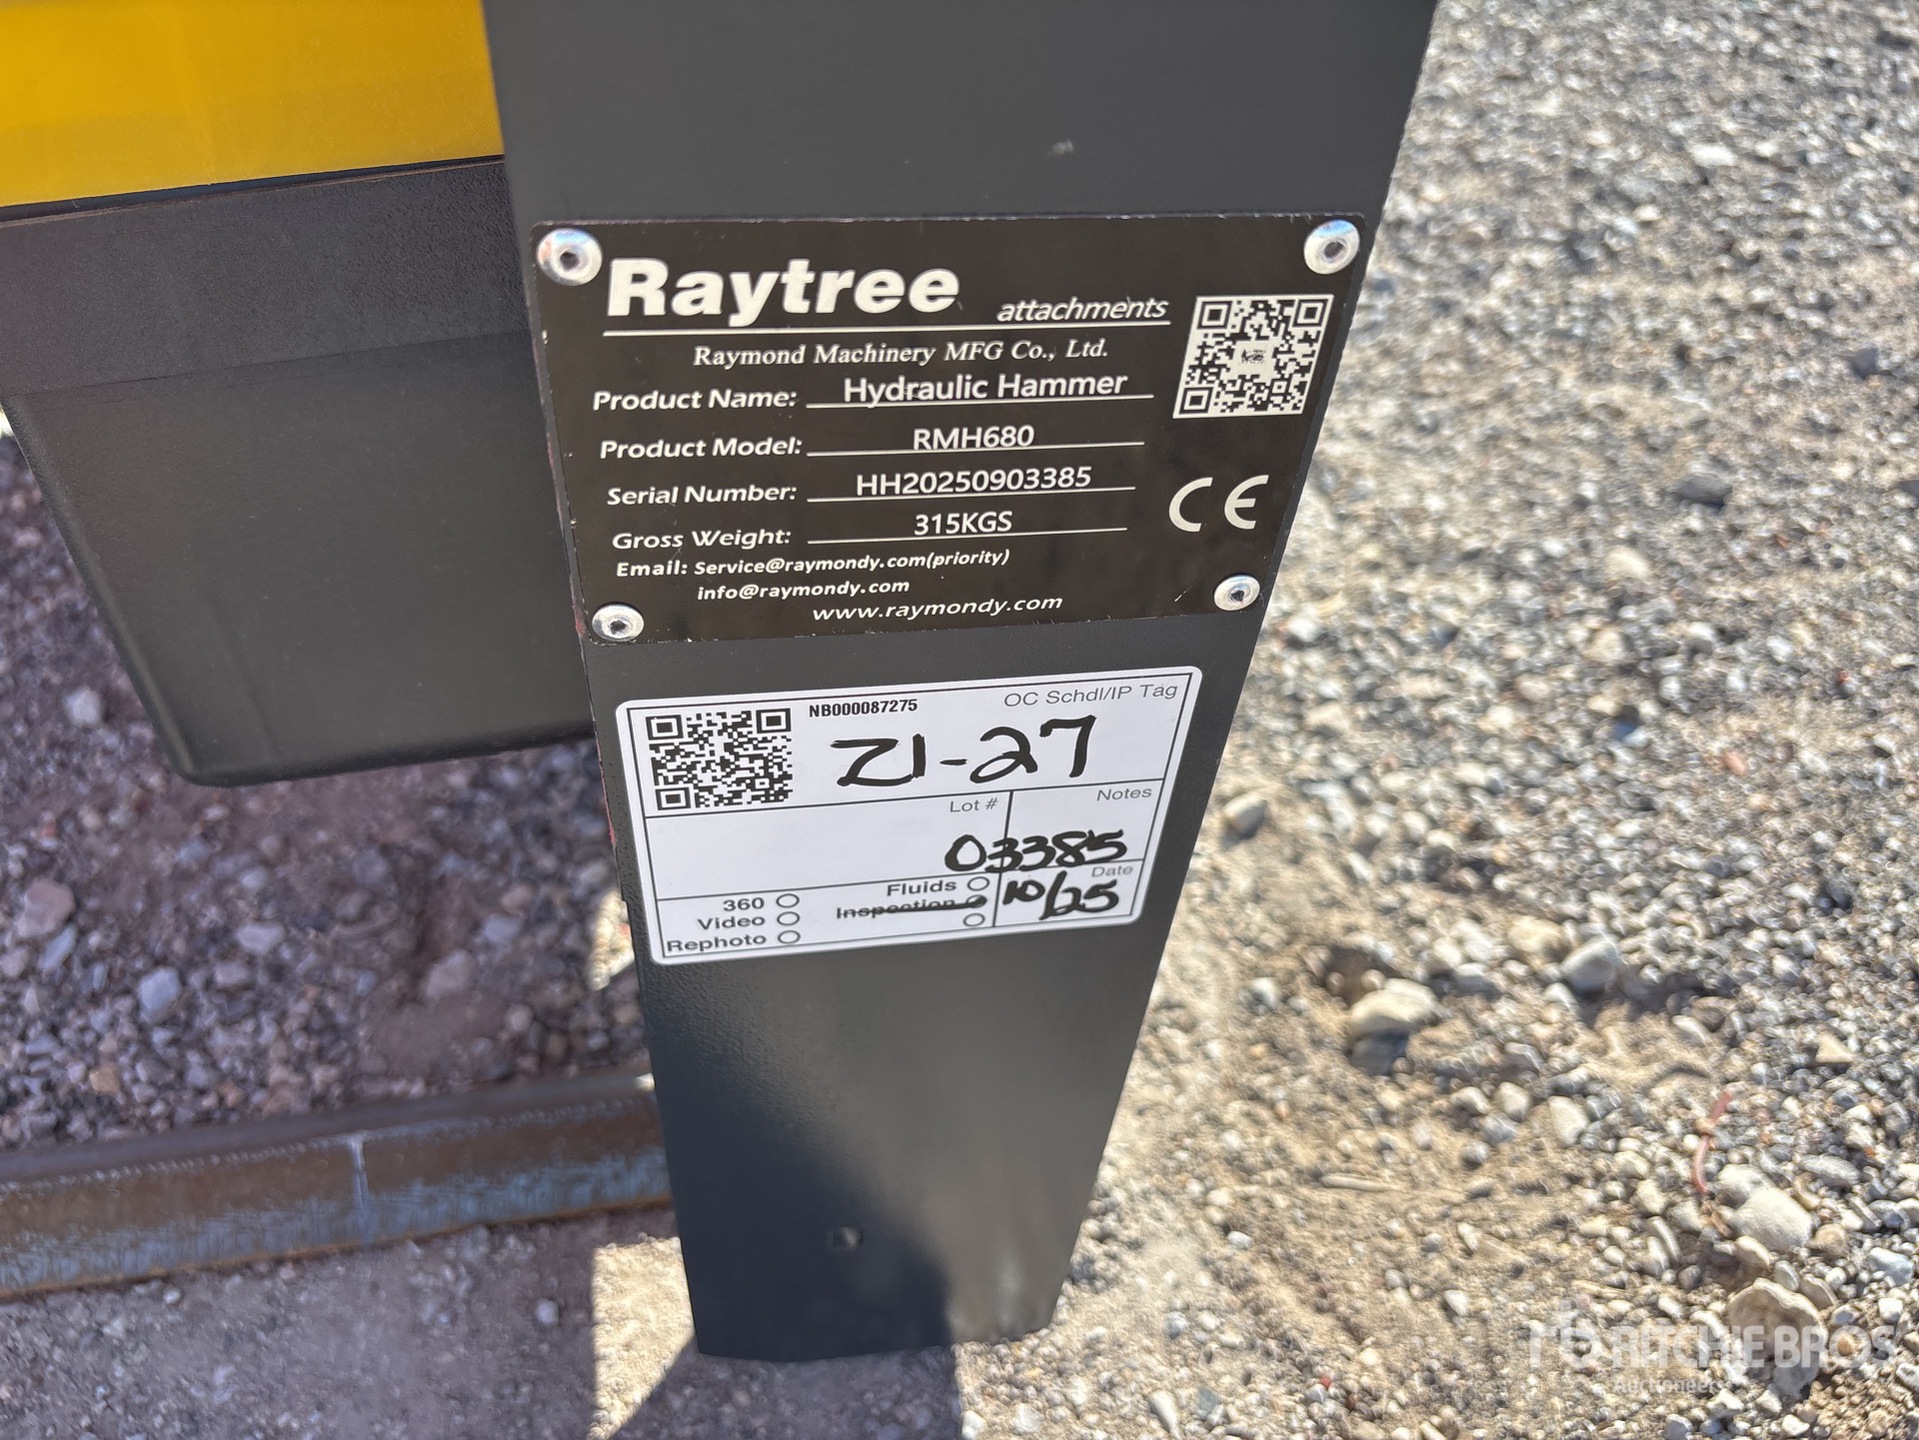 Raytree attachments
Raymond Machinery MFG Co., Ltd.
Product Name: Hydraulic Hammer
Product Model: RMH680
Serial Number: HH20250903385
Gross Weight: 315KGS
CE
Email: Service@raymondy.com(priority)
info@raymondy.com
www.raymondy.com
NB000087275
OC Schdl/IP Tag
Z1-27
Lot #
Notes
03385
360
Video
Rephoto
Fluids
Inspection
Date
10/25
RITCHIE BROS
Auctioneers